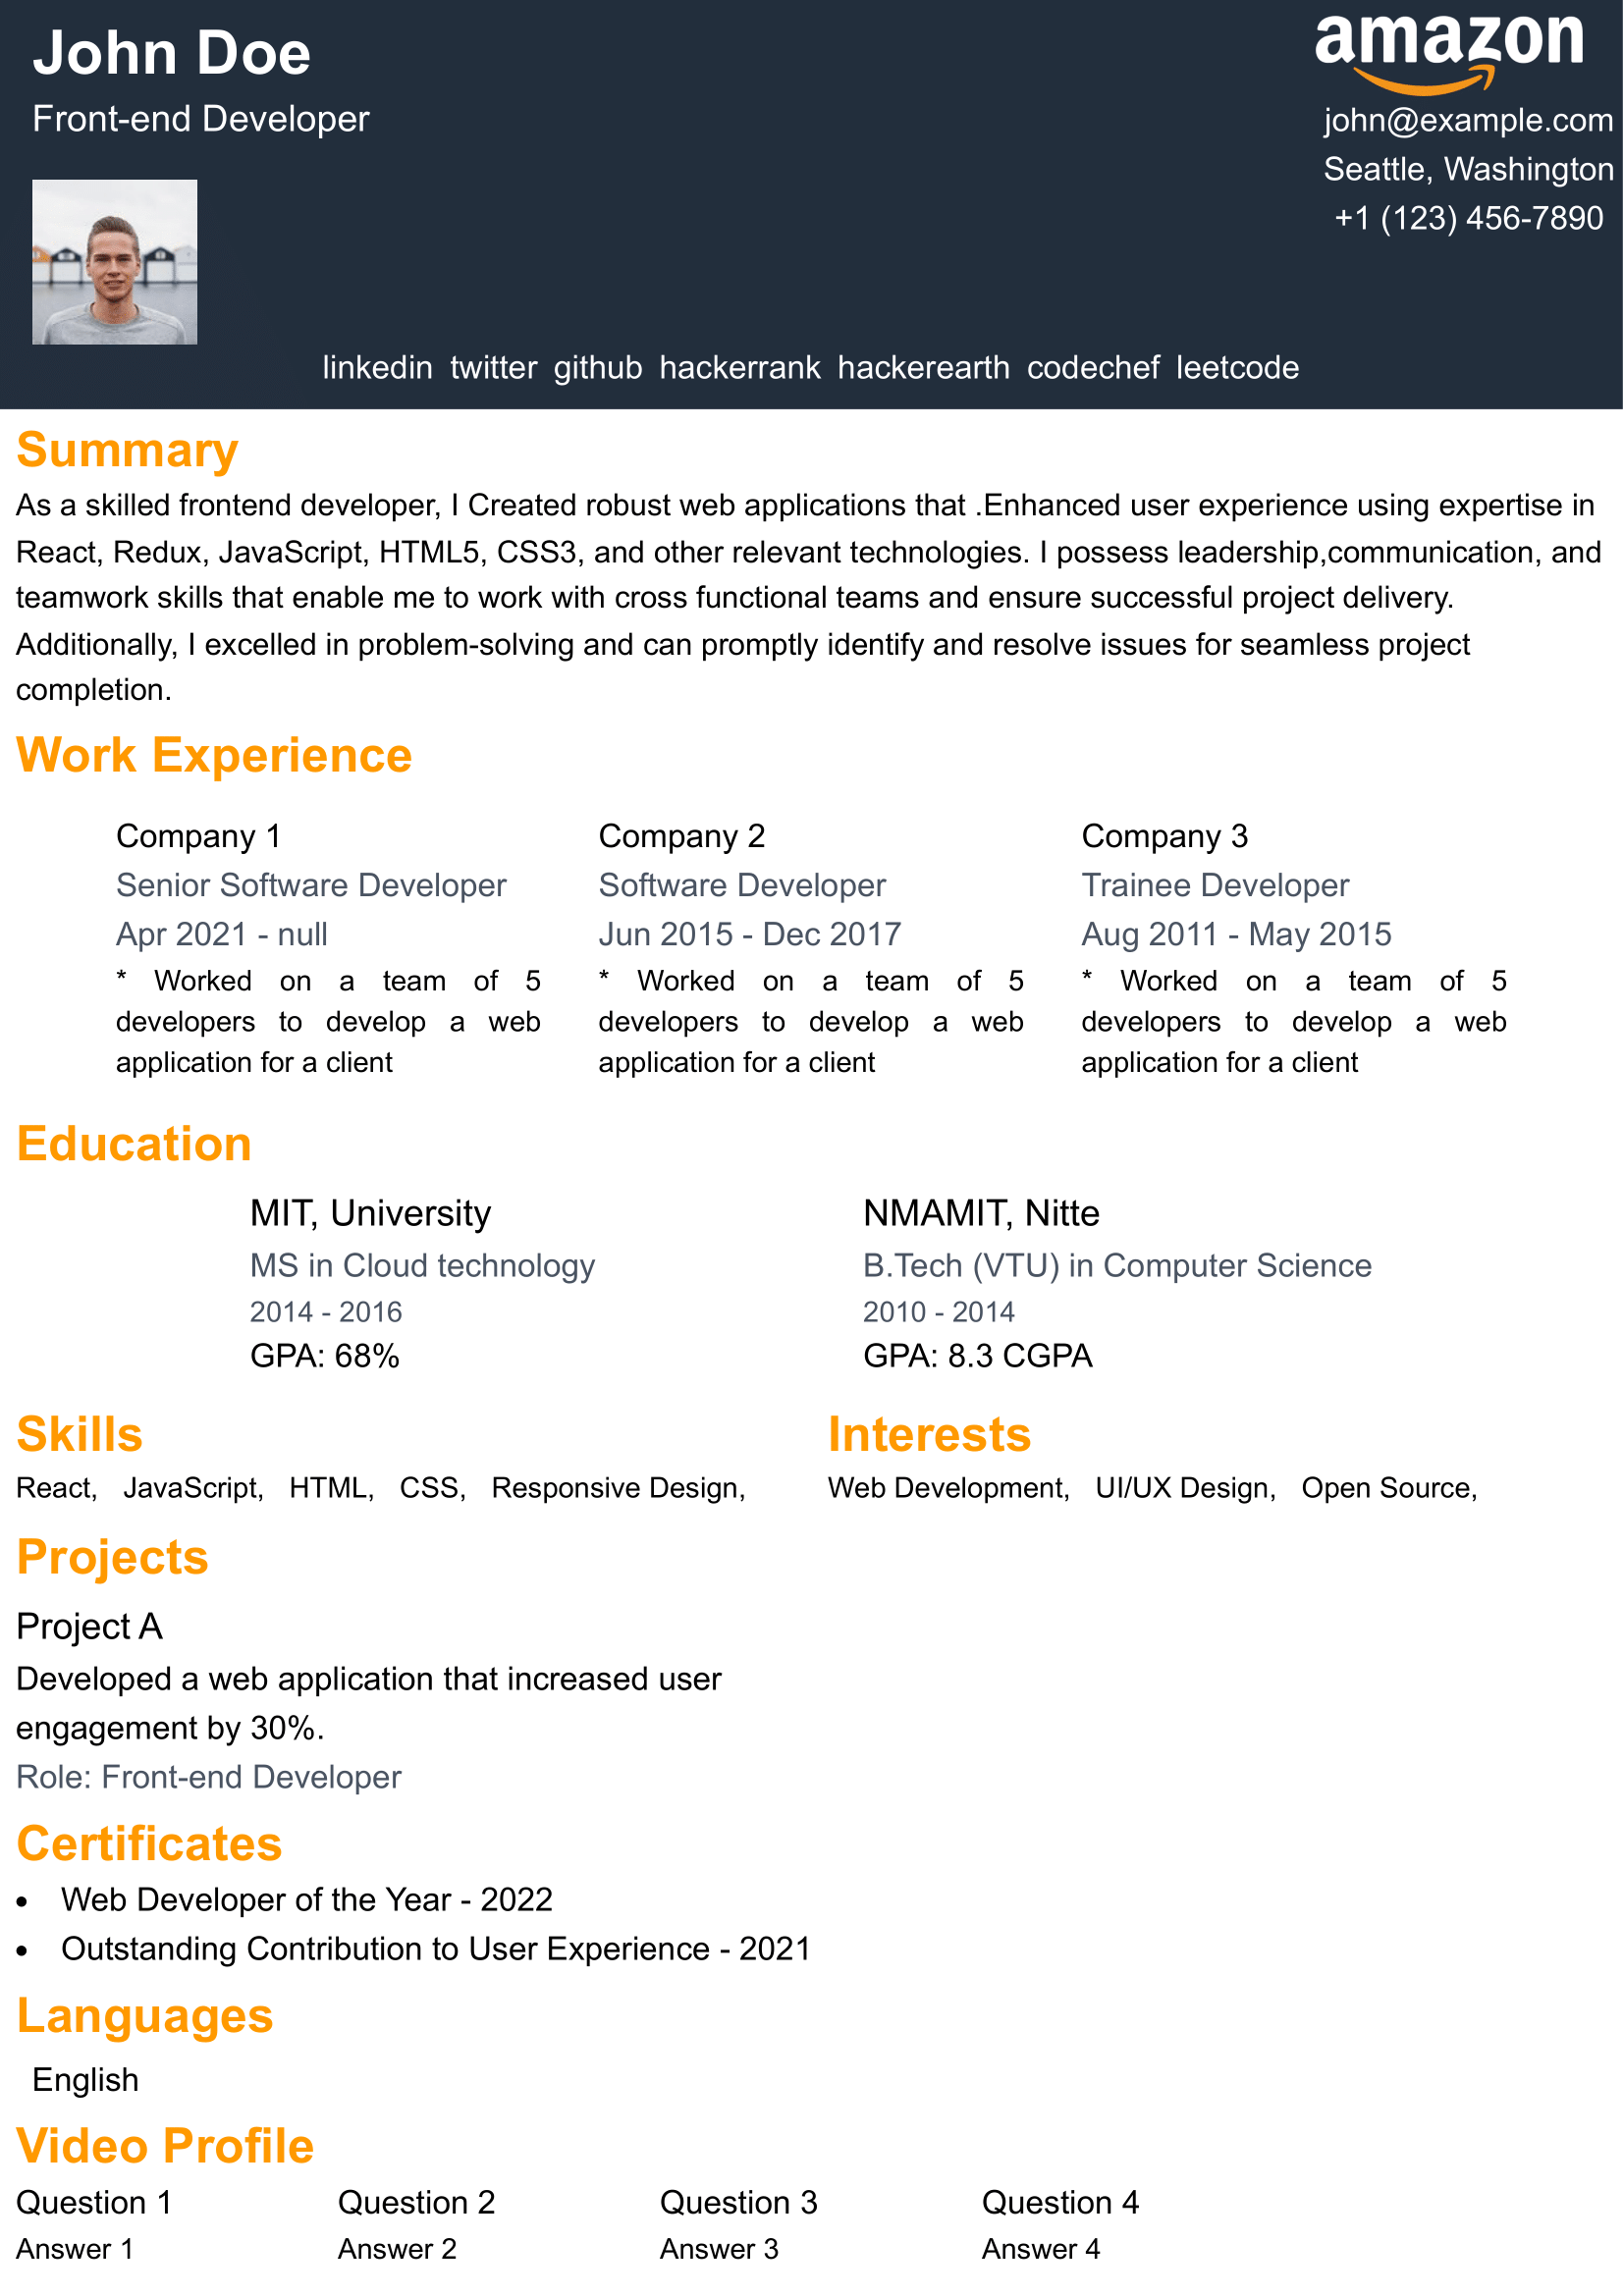 John Doe
Front-end Developer
amazon
john@example.com
Seattle, Washington
+1 (123) 456-7890
linkedin twitter github hackerrank hackerearth codechef leetcode
Summary
As a skilled frontend developer, I Created robust web applications that .Enhanced user experience using expertise in
React, Redux, JavaScript, HTML5, CSS3, and other relevant technologies. I possess leadership,communication, and
teamwork skills that enable me to work with cross functional teams and ensure successful project delivery.
Additionally, I excelled in problem-solving and can promptly identify and resolve issues for seamless project
completion.
Work Experience
Company 1
Senior Software Developer
Apr 2021 - null
* Worked on a team of 5
developers to develop a web
application for a client
Company 2
Software Developer
Jun 2015 - Dec 2017
* Worked on a team of 5
developers to develop a web
application for a client
Company 3
Trainee Developer
Aug 2011 - May 2015
* Worked on a team of 5
developers to develop a web
application for a client
Education
MIT, University
MS in Cloud technology
2014 - 2016
GPA: 68%
NMAMIT, Nitte
B.Tech (VTU) in Computer Science
2010 - 2014
GPA: 8.3 CGPA
Skills
React, JavaScript, HTML, CSS, Responsive Design,
Interests
Web Development, UI/UX Design, Open Source,
Projects
Project A
Developed a web application that increased user
engagement by 30%.
Role: Front-end Developer
Certificates
• Web Developer of the Year - 2022
• Outstanding Contribution to User Experience - 2021
Languages
English
Video Profile
Question 1
Answer 1
Question 2
Answer 2
Question 3
Answer 3
Question 4
Answer 4